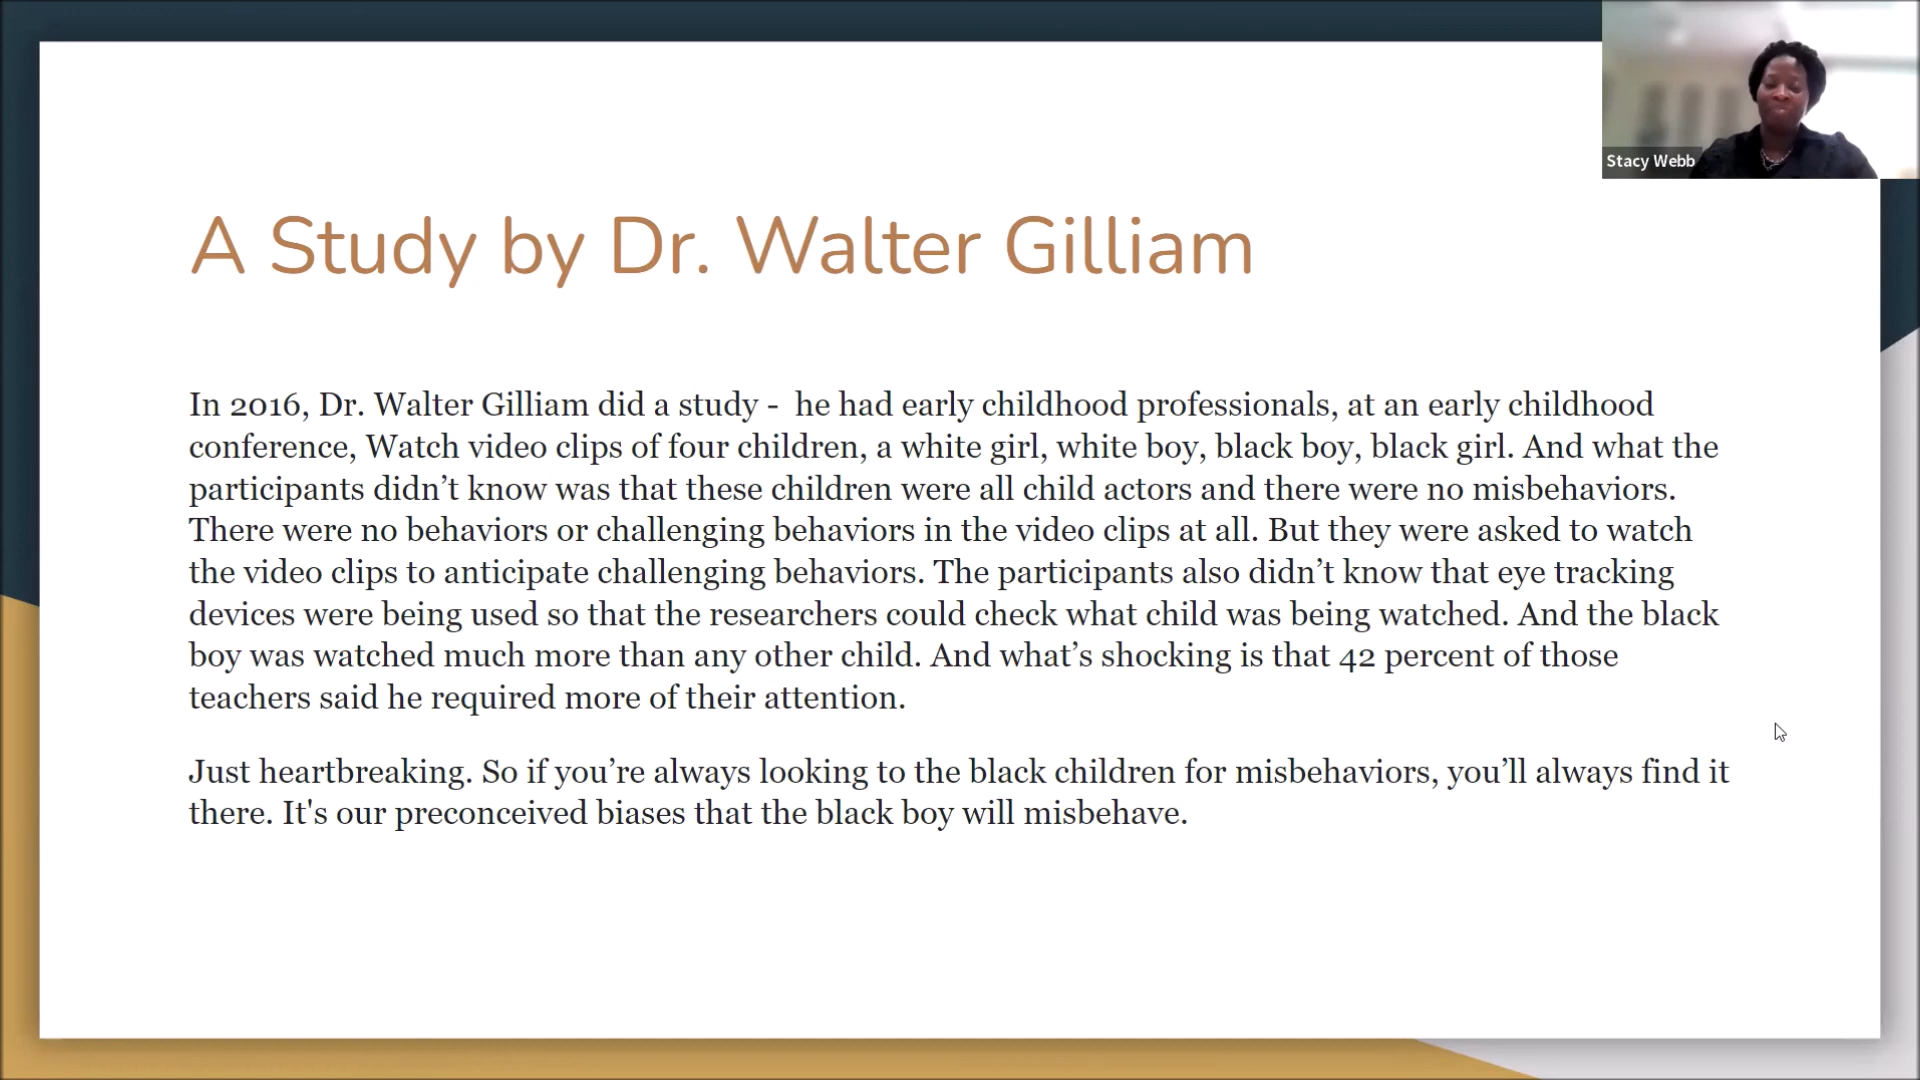 Stacy Webb
A Study by Dr. Walter Gilliam
In 2016, Dr. Walter Gilliam did a study -  he had early childhood professionals, at an early childhood
conference, Watch video clips of four children, a white girl, white boy, black boy, black girl. And what the
participants didn’t know was that these children were all child actors and there were no misbehaviors.
There were no behaviors or challenging behaviors in the video clips at all. But they were asked to watch
the video clips to anticipate challenging behaviors. The participants also didn’t know that eye tracking
devices were being used so that the researchers could check what child was being watched. And the black
boy was watched much more than any other child. And what’s shocking is that 42 percent of those
teachers said he required more of their attention.
Just heartbreaking. So if you’re always looking to the black children for misbehaviors, you’ll always find it
there. It's our preconceived biases that the black boy will misbehave.